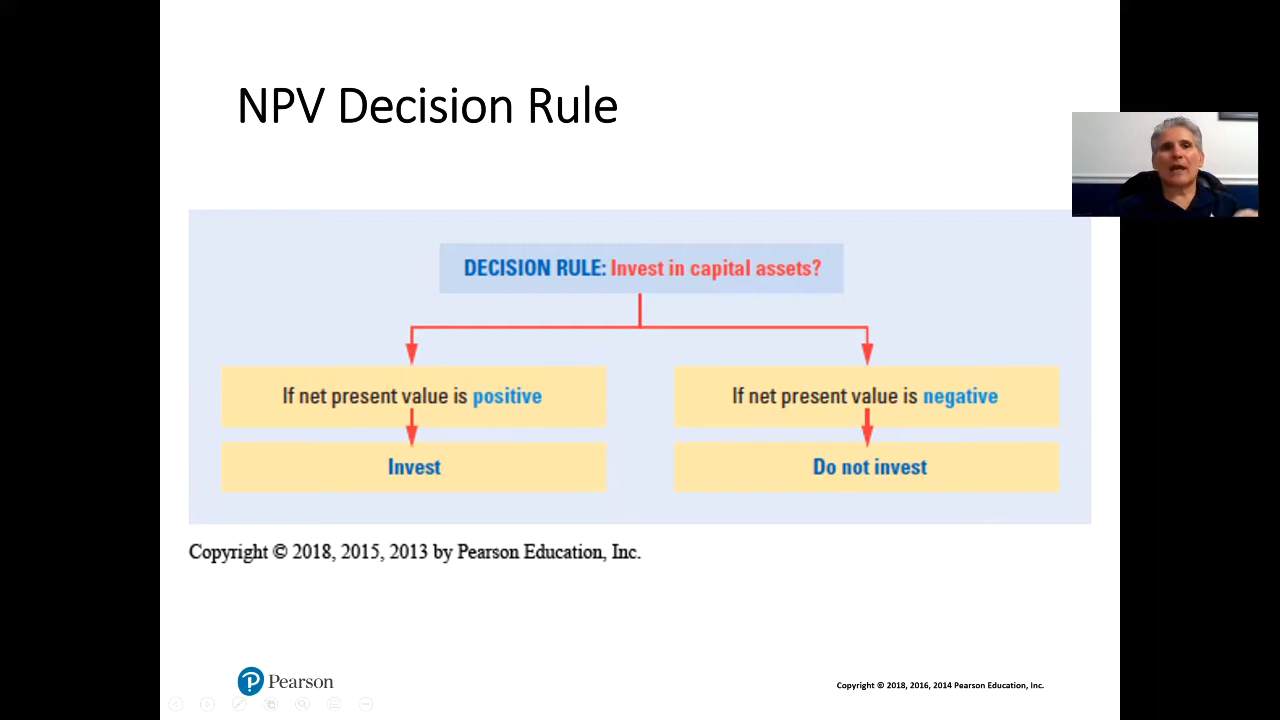 NPV Decision Rule
DECISION RULE: Invest in capital assets?
If net present value is positive
If net present value is negative
Invest
Do not invest
Copyright © 2018, 2015, 2013 by Pearson Education, Inc.
P Pearson
Copyright © 2018, 2016, 2014 Pearson Education, Inc.